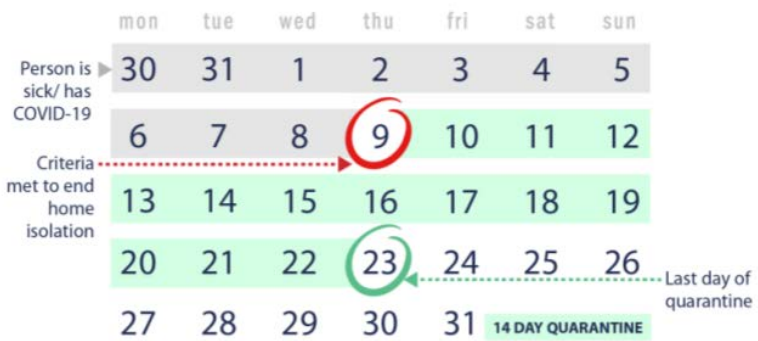 mon tue wed thu fri sat sun
Person is
sick/ has
COVID-19
30 31 1 2 3 4 5
6 7 8 9 10 11 12
Criteria
met to end
home
isolation
13 14 15 16 17 18 19
20 21 22 23 24 25 26
Last day of
quarantine
27 28 29 30 31 14 DAY QUARANTINE